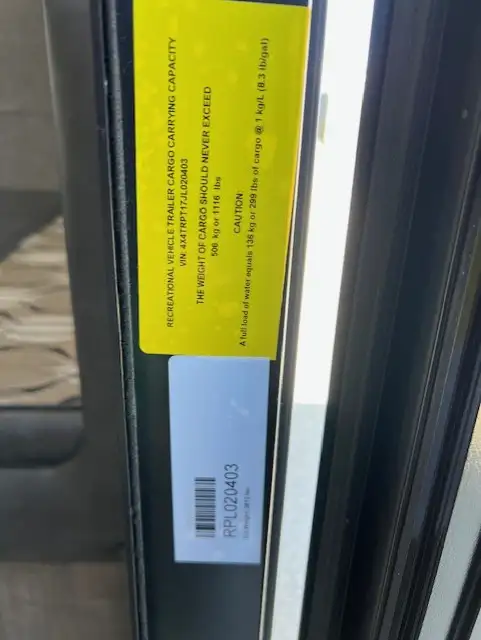 RECREATIONAL VEHICLE TRAILER CARGO CARRYING CAPACITY
VIN: 4X4TRPT17JL020403
THE WEIGHT OF CARGO SHOULD NEVER EXCEED
506 kg or 1116 lbs
CAUTION:
A full load of water equals 136 kg or 299 lbs of cargo @ 1 kg/L (8.3 lb/gal)
RPL020403